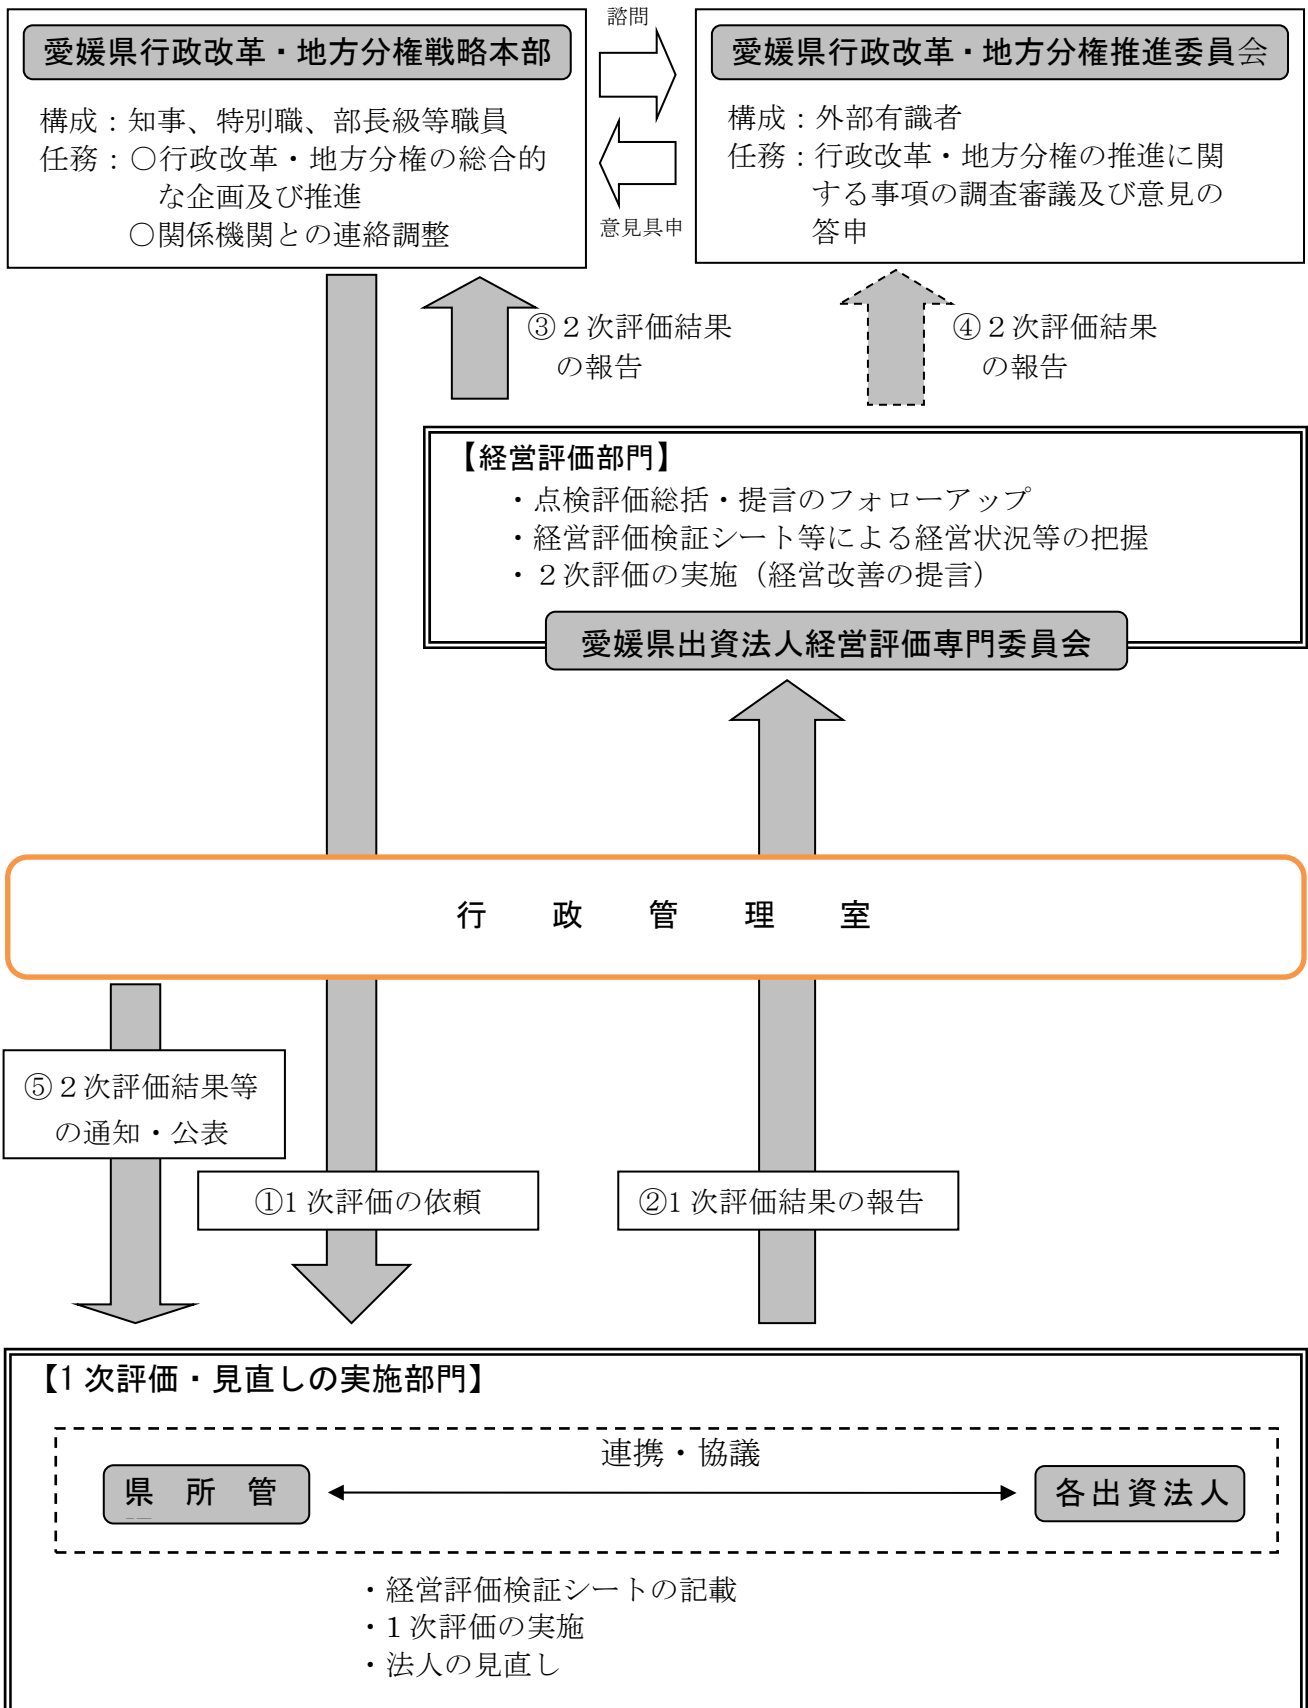 諮問
愛媛県行政改革・地方分権戦略本部
構成：知事、特別職、部長級等職員
任務：○行政改革・地方分権の総合的
な企画及び推進
○関係機関との連絡調整
意見具申
愛媛県行政改革・地方分権推進委員会
構成：外部有識者
任務：行政改革・地方分権の推進に関
する事項の調査審議及び意見の
答申
③２次評価結果
の報告
④２次評価結果
の報告
【経営評価部門】
・点検評価総括・提言のフォローアップ
・経営評価検証シート等による経営状況等の把握
・２次評価の実施（経営改善の提言）
愛媛県出資法人経営評価専門委員会
行政管理室
⑤２次評価結果等
の通知・公表
①1次評価の依頼
②1次評価結果の報告
【1次評価・見直しの実施部門】
連携・協議
県所管
各出資法人
・経営評価検証シートの記載
・1次評価の実施
・法人の見直し